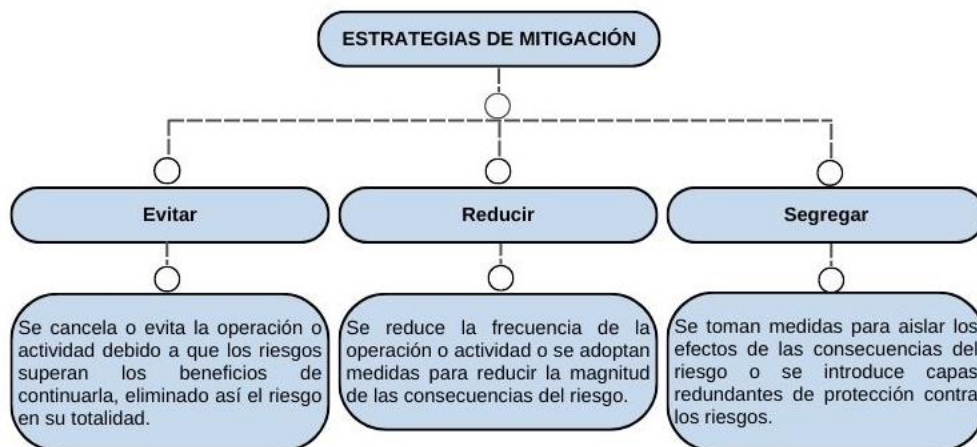 ESTRATEGIAS DE MITIGACIÓN
Evitar
Reducir
Segregar
Se cancela o evita la operación o
actividad debido a que los riesgos
superan los beneficios de
continuarla, eliminado así el riesgo
en su totalidad.
Se reduce la frecuencia de la
operación o actividad o se adoptan
medidas para reducir la magnitud
de las consecuencias del riesgo.
Se toman medidas para aislar los
efectos de las consecuencias del
riesgo o se introduce capas
redundantes de protección contra
los riesgos.